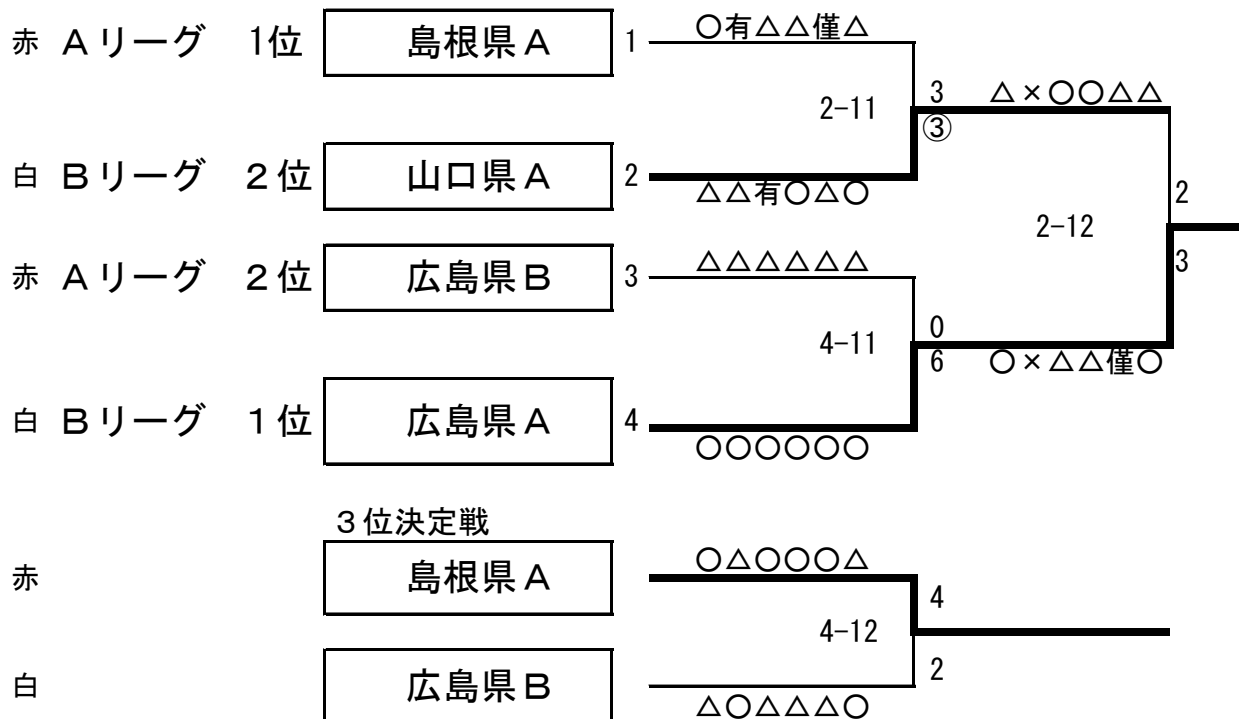 赤 Aリーグ 1位 島根県A 1 ○有△△僅△
2-11 3 △×○○△△
③
白 Bリーグ 2位 山口県A 2 △△有○△○
2
2-12
3
赤 Aリーグ 2位 広島県B 3 △△△△△△
4-11 0
6 ○×△△僅○
白 Bリーグ 1位 広島県A 4 ○○○○○○
3位決定戦
赤 島根県A ○△○○○△
4-12 4
2
白 広島県B △○△△△○